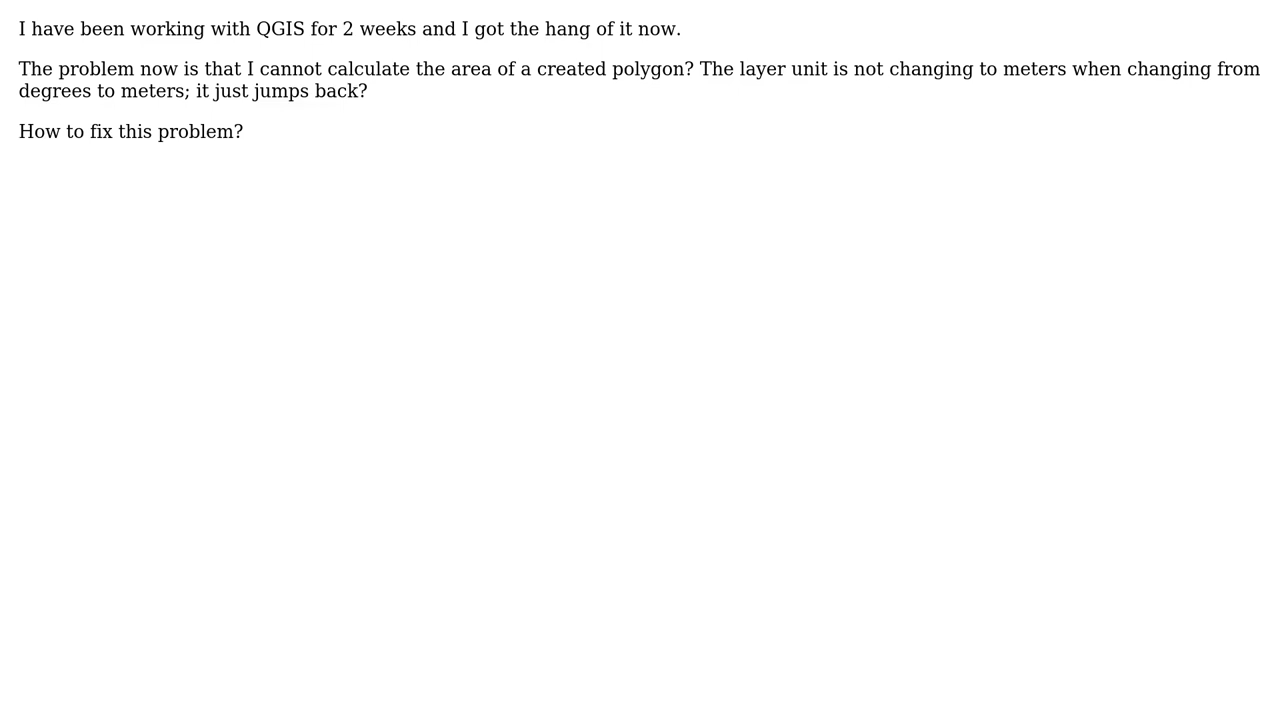 I have been working with QGIS for 2 weeks and I got the hang of it now.
The problem now is that I cannot calculate the area of a created polygon? The layer unit is not changing to meters when changing from
degrees to meters; it just jumps back?
How to fix this problem?